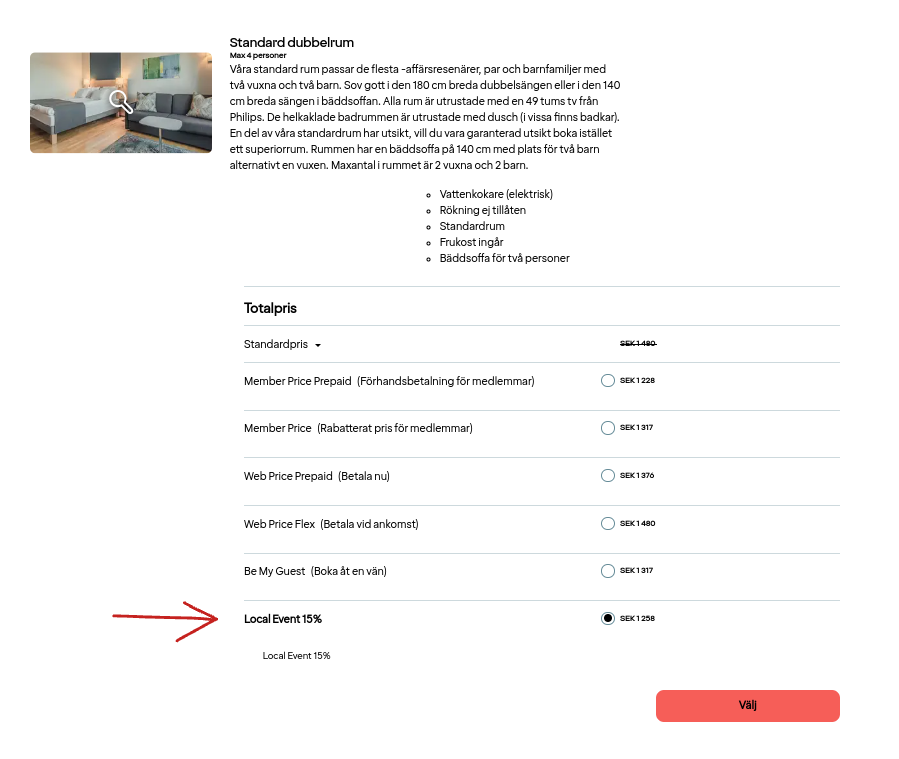 Standard dubbelrum
Max 4 personer
Våra standard rum passar de flesta -affärsresenärer, par och barnfamiljer med
två vuxna och två barn. Sov gott i den 180 cm breda dubbelsängen eller i den 140
cm breda sängen i bäddsoffan. Alla rum är utrustade med en 49 tums tv från
Philips. De helkaklade badrummen är utrustade med dusch (i vissa finns badkar).
En del av våra standardrum har utsikt, vill du vara garanterad utsikt boka istället
ett superiorrum. Rummen har en bäddsoffa på 140 cm med plats för två barn
alternativt en vuxen. Maxantal i rummet är 2 vuxna och 2 barn.
Vattenkokare (elektrisk)
Rökning ej tillåten
Standardrum
Frukost ingår
Bäddsoffa för två personer
Totalpris
Standardpris SEK 1 480
Member Price Prepaid (Förhandsbetalning för medlemmar) SEK 1 228
Member Price (Rabatterat pris för medlemmar) SEK 1 317
Web Price Prepaid (Betala nu) SEK 1 376
Web Price Flex (Betala vid ankomst) SEK 1 480
Be My Guest (Boka åt en vän) SEK 1 317
Local Event 15% SEK 1 258
Local Event 15%
Välj